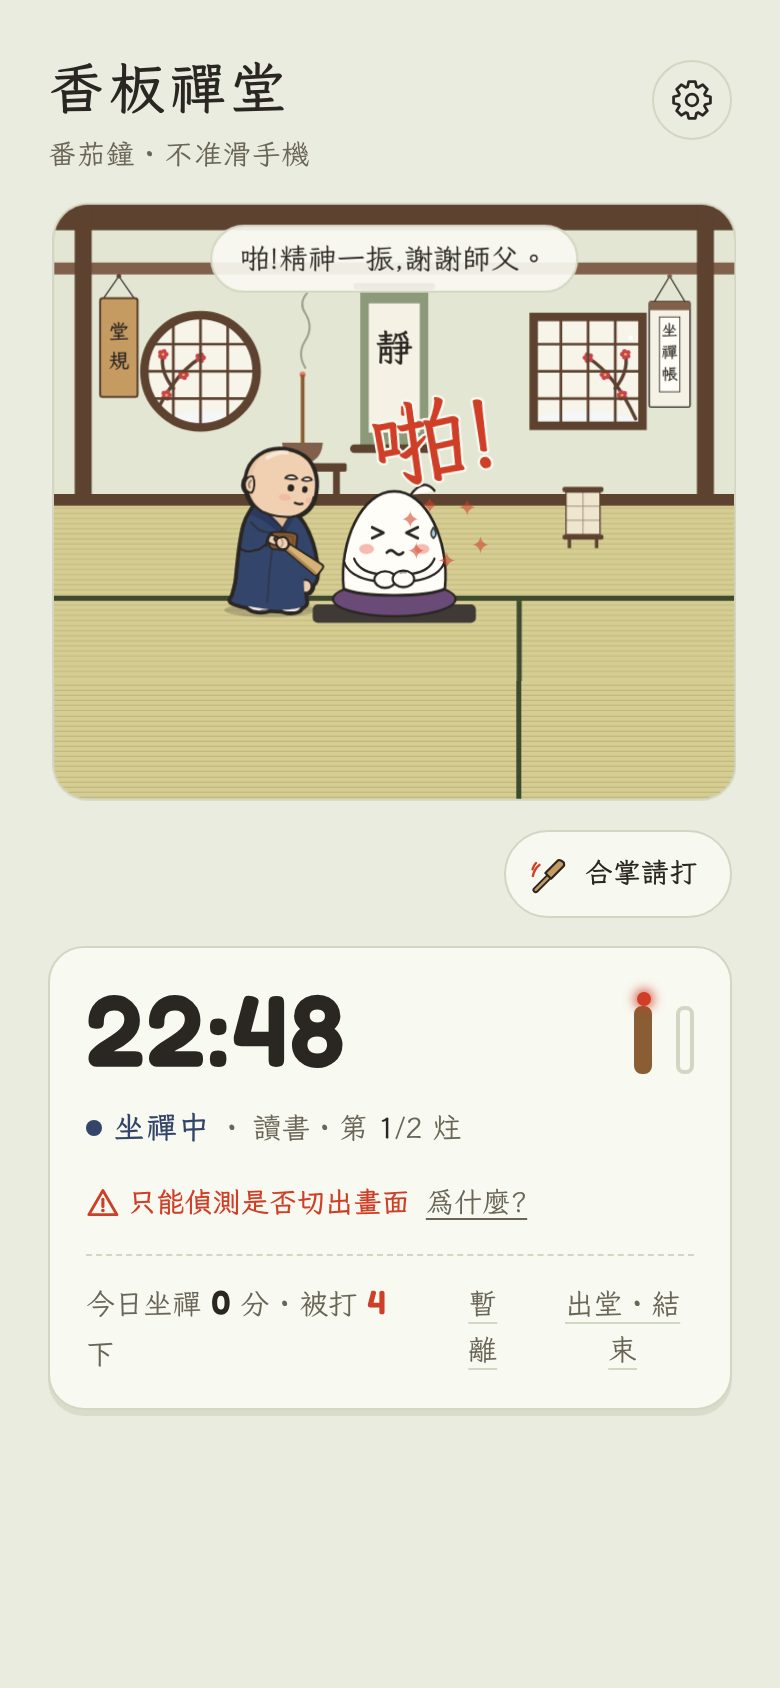 香板禪堂
番茄鐘・不准滑手機
啪!精神一振,謝謝師父。
堂規
靜
坐禪帳
啪!
合掌請打
22:48
坐禪中・讀書・第 1/2 炷
只能偵測是否切出畫面 為什麼?
今日坐禪 0 分・被打 4
下
暫
離
出堂・結
束